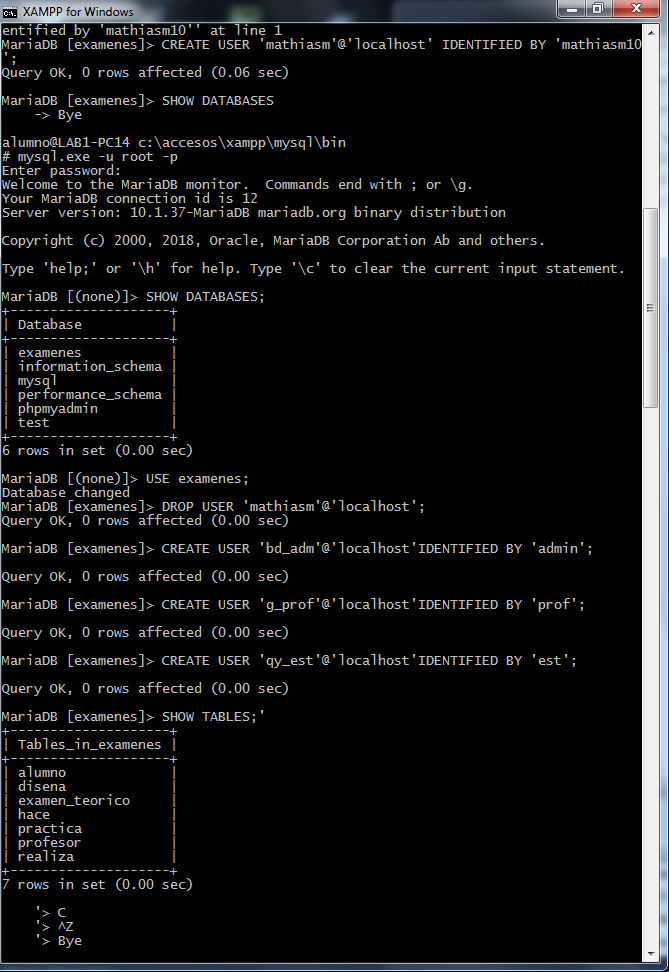 XAMPP for Windows
entified by 'mathiasm10'' at line 1
MariaDB [examenes]> CREATE USER 'mathiasm'@'localhost' IDENTIFIED BY 'mathiasm10
';
Query OK, 0 rows affected (0.06 sec)
MariaDB [examenes]> SHOW DATABASES
    -> Bye
alumno@LAB1-PC14 c:\accesos\xampp\mysql\bin
# mysql.exe -u root -p
Enter password:
Welcome to the MariaDB monitor.  Commands end with ; or \g.
Your MariaDB connection id is 12
Server version: 10.1.37-MariaDB mariadb.org binary distribution
Copyright (c) 2000, 2018, Oracle, MariaDB Corporation Ab and others.
Type 'help;' or '\h' for help. Type '\c' to clear the current input statement.
MariaDB [(none)]> SHOW DATABASES;
+--------------------+
| Database           |
+--------------------+
| examenes           |
| information_schema |
| mysql              |
| performance_schema |
| phpmyadmin         |
| test               |
+--------------------+
6 rows in set (0.00 sec)
MariaDB [(none)]> USE examenes;
Database changed
MariaDB [examenes]> DROP USER 'mathiasm'@'localhost';
Query OK, 0 rows affected (0.00 sec)
MariaDB [examenes]> CREATE USER 'bd_adm'@'localhost'IDENTIFIED BY 'admin';
Query OK, 0 rows affected (0.00 sec)
MariaDB [examenes]> CREATE USER 'g_prof'@'localhost'IDENTIFIED BY 'prof';
Query OK, 0 rows affected (0.00 sec)
MariaDB [examenes]> CREATE USER 'qy_est'@'localhost'IDENTIFIED BY 'est';
Query OK, 0 rows affected (0.00 sec)
MariaDB [examenes]> SHOW TABLES;'
+--------------------+
| Tables_in_examenes |
+--------------------+
| alumno             |
| disena             |
| examen_teorico     |
| hace               |
| practica           |
| profesor           |
| realiza            |
+--------------------+
7 rows in set (0.00 sec)
    '> C
    '> ^Z
    '> Bye